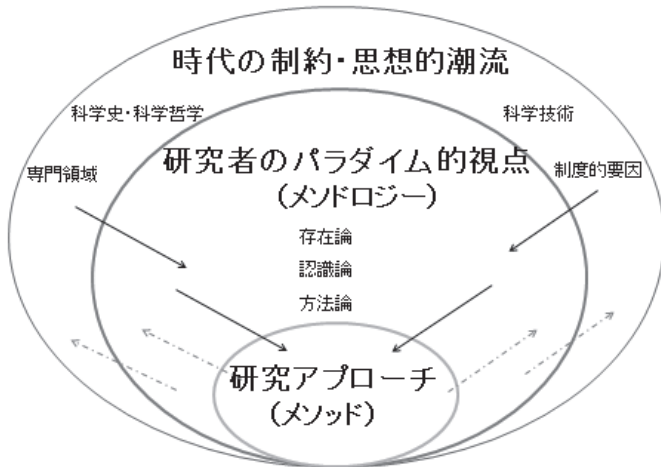 時代の制約・思想的潮流
科学史・科学哲学
科学技術
研究者のパラダイム的視点
(メンドロジー)
専門領域
制度的要因
存在論
認識論
方法論
研究アプローチ
(メソッド)